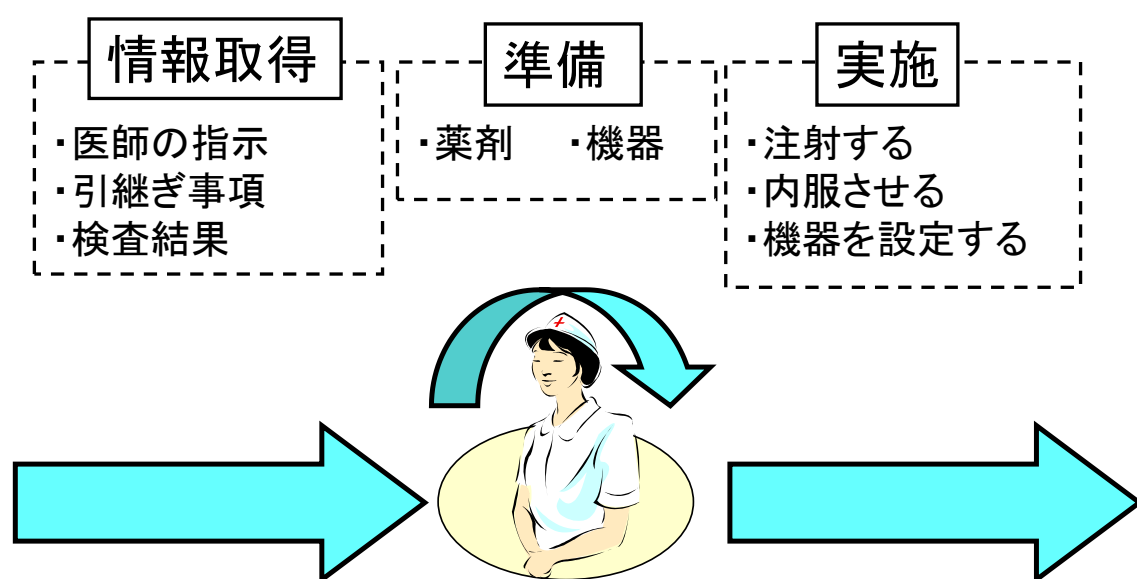 情報取得
・医師の指示
・引継ぎ事項
・検査結果
準備
・薬剤　・機器
実施
・注射する
・内服させる
・機器を設定する